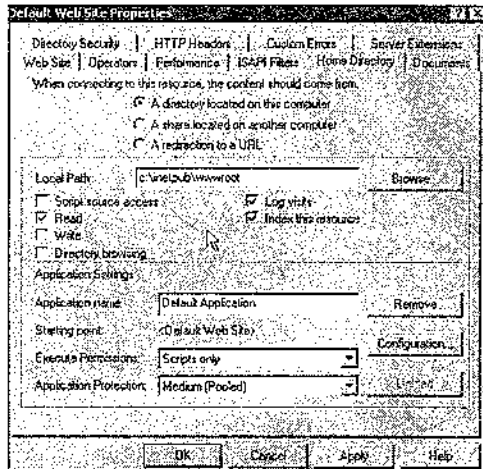 Default Web Site Properties
Directory Security HTTP Headers Custom Errors Server Extensions
Web Site Operators Performance ISAPI Filters Home Directory Documents
When connecting to this resource, the content should come from:
A directory located on this computer
A share located on another computer
A redirection to a URL
Local Path: c:\inetpub\wwwroot Browse...
Script source access Log visits
Read Index this resource
Write
Directory browsing
Application Settings
Application name: Default Application Remove
Starting point: <Default Web Site>
Configuration...
Execute Permissions: Scripts only
Application Protection: Medium (Pooled)
OK Cancel Apply Help